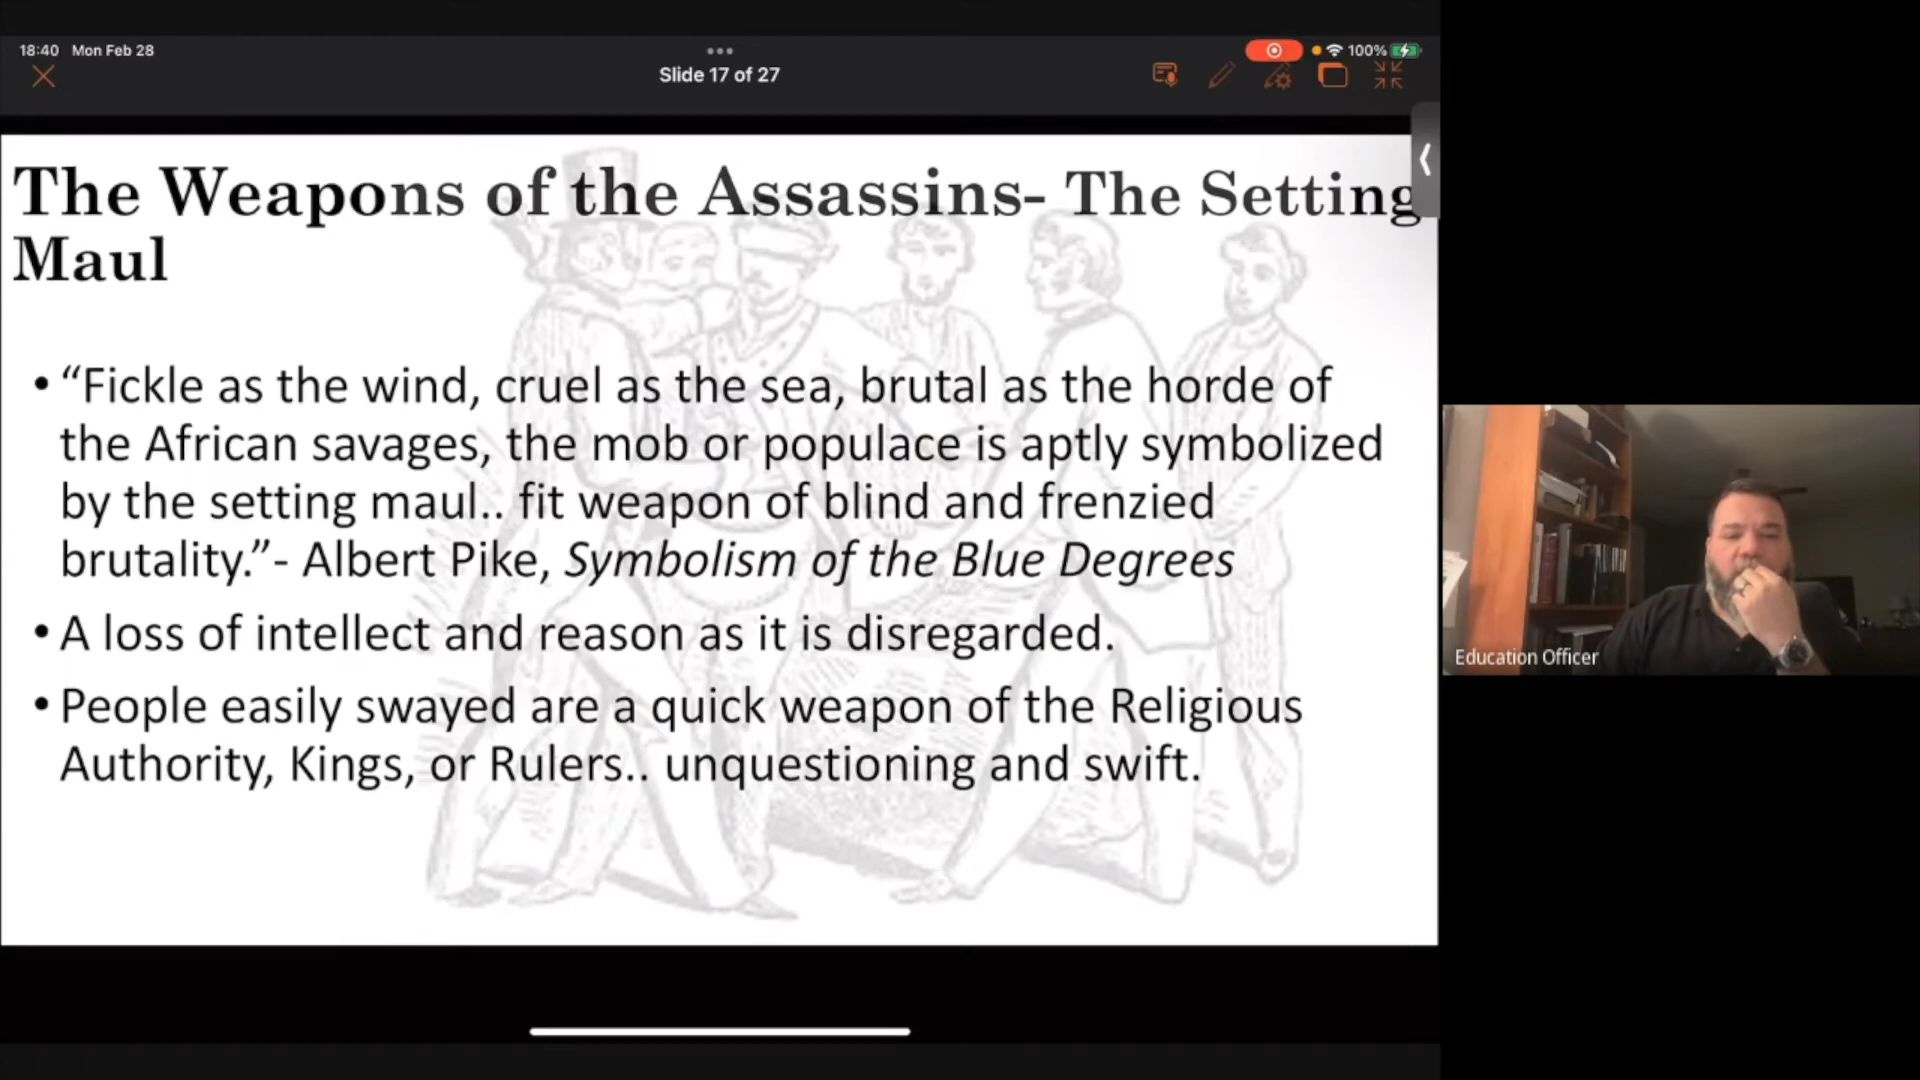 18:40 Mon Feb 28
100%
Slide 17 of 27
The Weapons of the Assassins- The Setting
Maul
• “Fickle as the wind, cruel as the sea, brutal as the horde of
the African savages, the mob or populace is aptly symbolized
by the setting maul.. fit weapon of blind and frenzied
brutality.”- Albert Pike, Symbolism of the Blue Degrees
• A loss of intellect and reason as it is disregarded.
• People easily swayed are a quick weapon of the Religious
Authority, Kings, or Rulers.. unquestioning and swift.
Education Officer